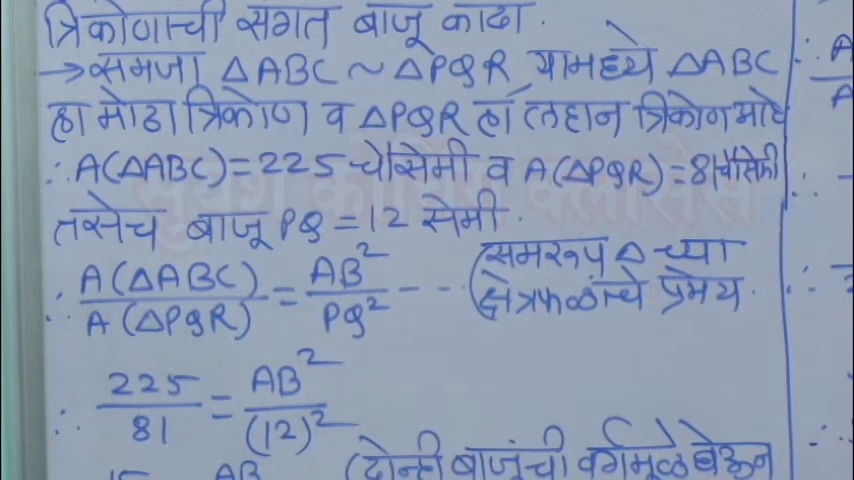 त्रिकोणाची संगत बाजू काढा.
→ समजा △ABC ~ △PQR यामध्ये △ABC
हा मोठा त्रिकोण व △PQR हा लहान त्रिकोण आहे
∴ A(△ABC) = 225 चौसेमी व A(△PQR) = 81 चौसेमी
तसेच बाजू PQ = 12 सेमी.
∴ A(△ABC) / A(△PQR) = AB² / PQ² --- (समरूप △ च्या
क्षेत्रफळांचे प्रमेय.
∴ 225 / 81 = AB² / (12)²
(दोन्ही बाजूंची वर्गमूळे घेऊन